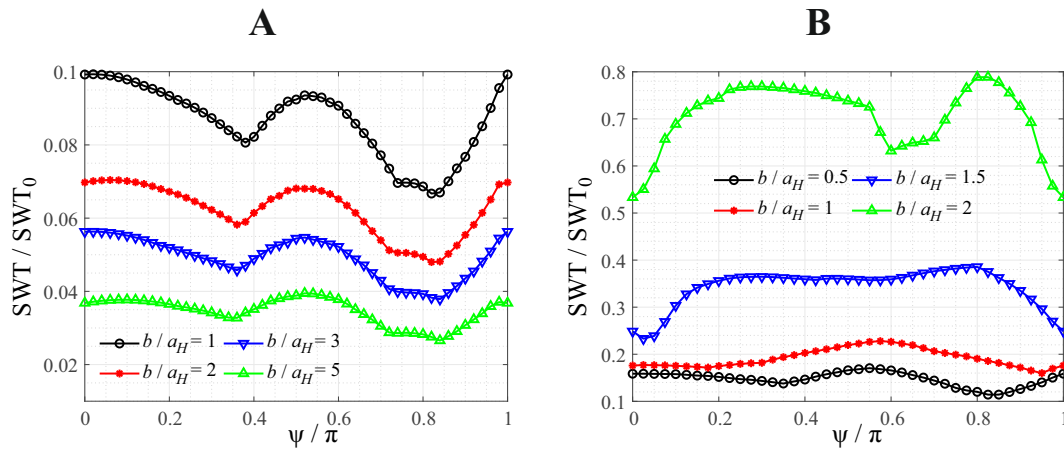 A
B
SWT / SWT0
0.1
0.08
0.06
0.04
0.02
b / aH = 1
b / aH = 3
b / aH = 2
b / aH = 5
0 0.2 0.4 0.6 0.8 1
ψ / π
SWT / SWT0
0.8
0.7
0.6
0.5
0.4
0.3
0.2
0.1
b / aH = 0.5
b / aH = 1.5
b / aH = 1
b / aH = 2
0 0.2 0.4 0.6 0.8 1
ψ / π